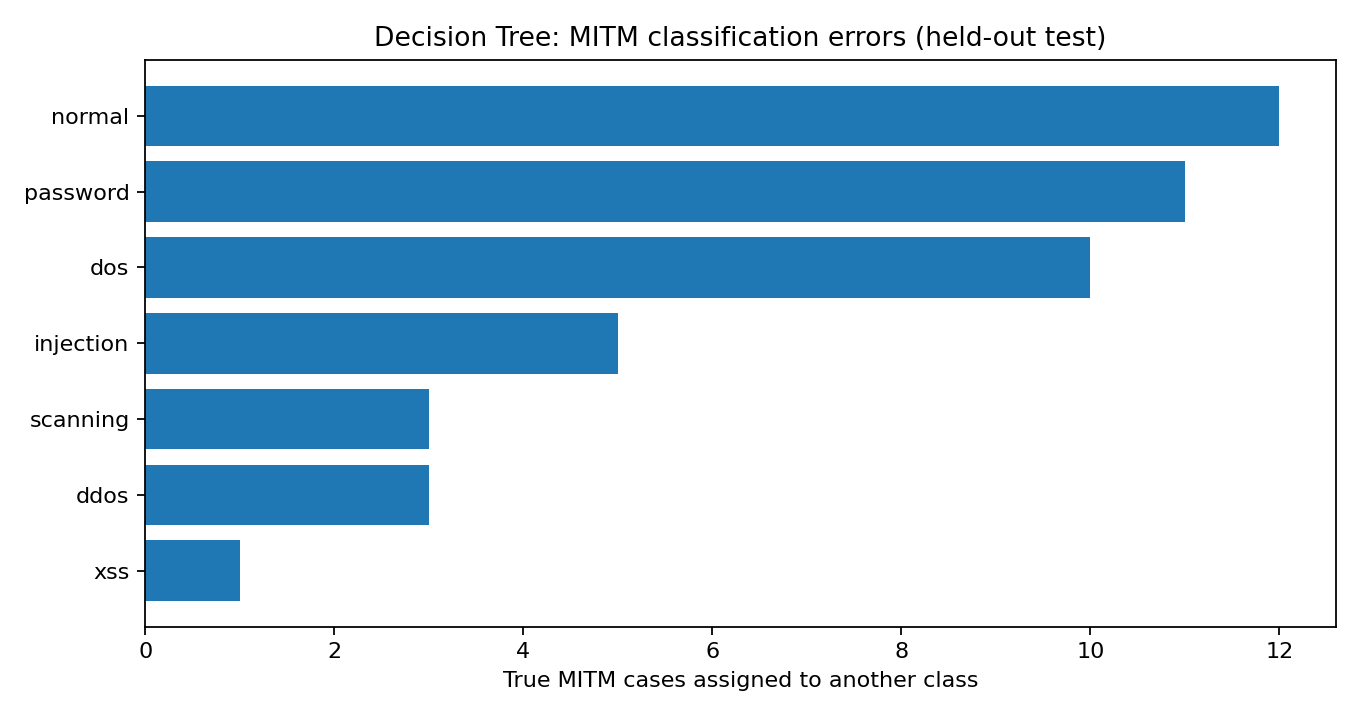 Decision Tree: MITM classification errors (held-out test)
normal
password
dos
injection
scanning
ddos
xss
0 2 4 6 8 10 12
True MITM cases assigned to another class